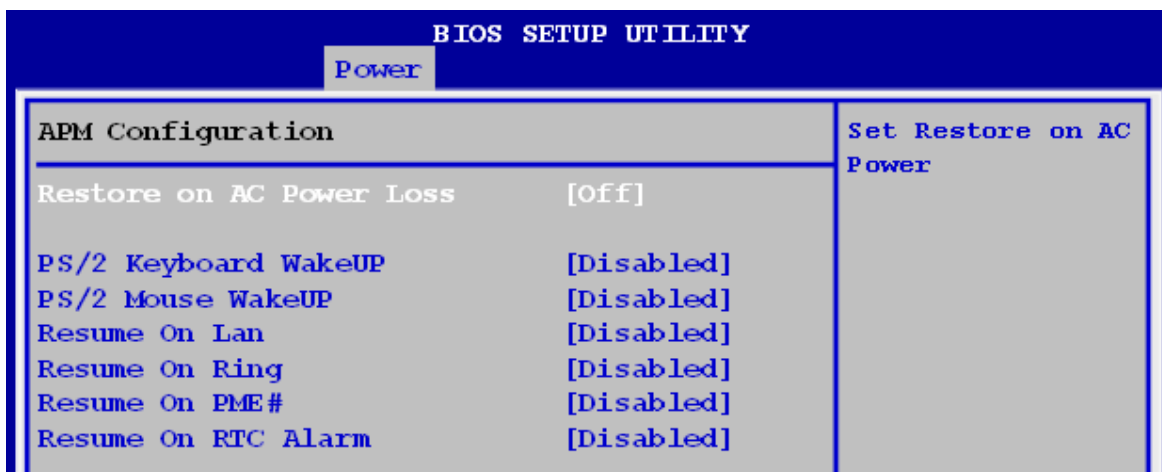 BIOS SETUP UTILITY
Power
APM Configuration
Restore on AC Power Loss [Off]
PS/2 Keyboard WakeUP [Disabled]
PS/2 Mouse WakeUP [Disabled]
Resume On Lan [Disabled]
Resume On Ring [Disabled]
Resume On PME# [Disabled]
Resume On RTC Alarm [Disabled]
Set Restore on AC
Power